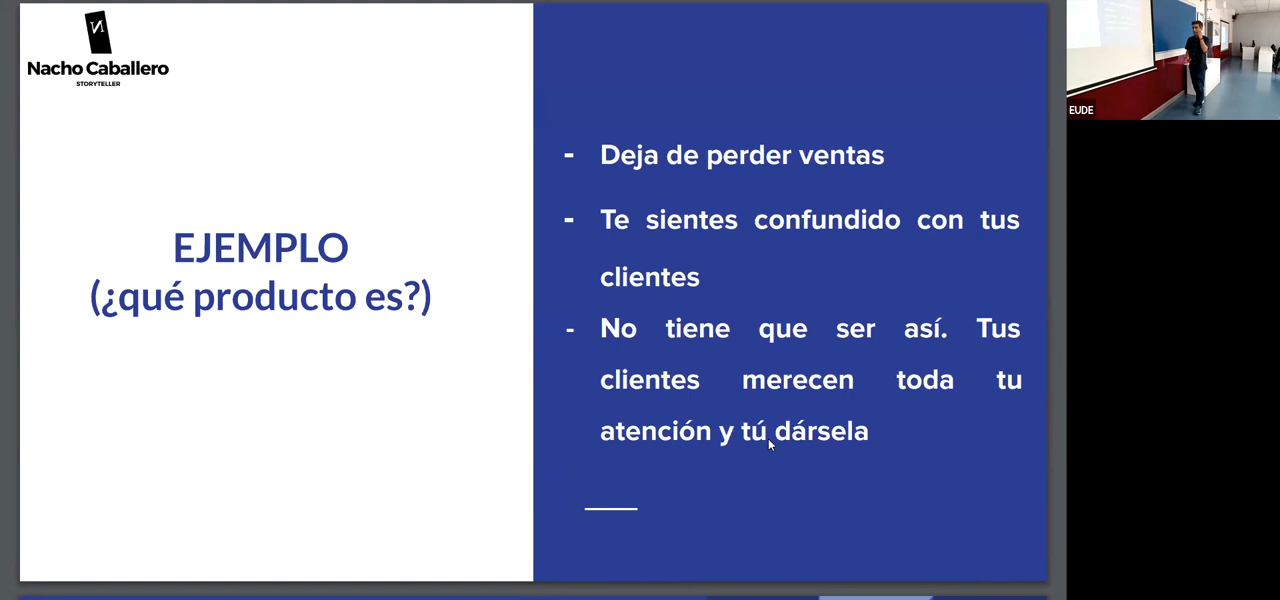 Nacho Caballero
STORYTELLER
EJEMPLO
(¿qué producto es?)
- Deja de perder ventas
- Te sientes confundido con tus
clientes
- No tiene que ser así. Tus
clientes merecen toda tu
atención y tú dársela
EUDE